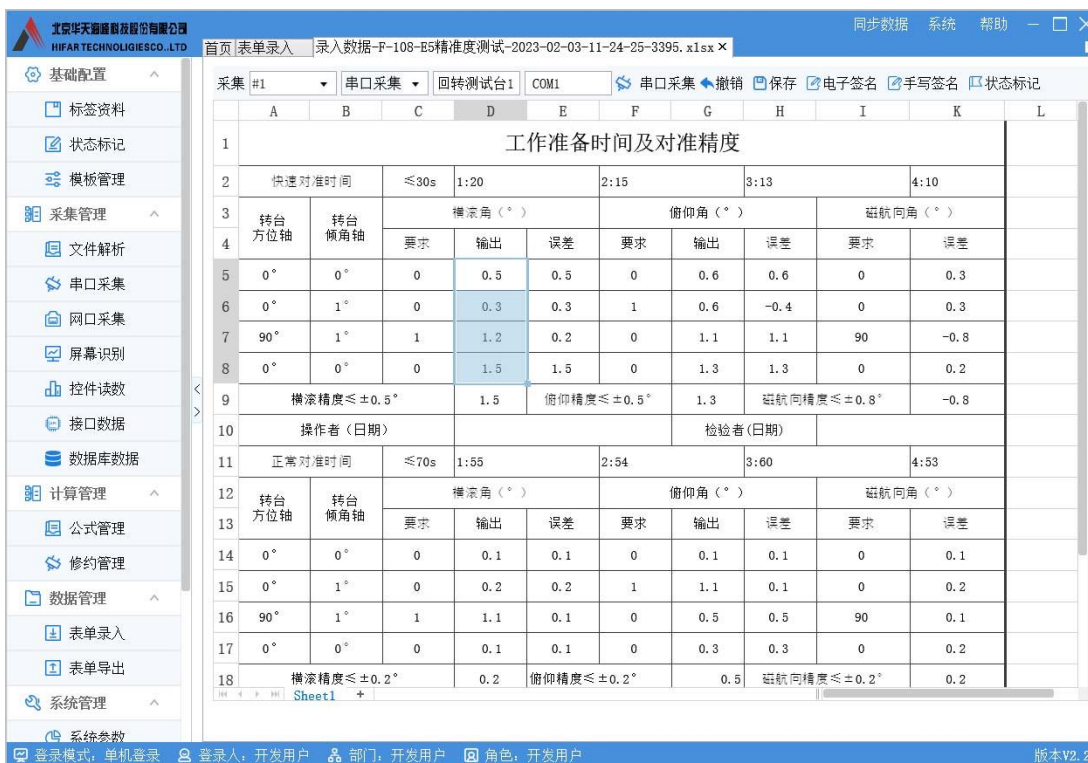 北京华天海峰科技股份有限公司
HIFAR TECHNOLIGIESCO.,LTD
同步数据 系统 帮助
首页 表单录入 录入数据-F-108-E5精准度测试-2023-02-03-11-24-25-3395.xlsx ×
基础配置
标签资料
状态标记
模板管理
采集管理
文件解析
串口采集
网口采集
屏幕识别
控件读数
接口数据
数据库数据
计算管理
公式管理
修约管理
数据管理
表单录入
表单导出
系统管理
系统参数
采集 #1 串口采集 回转测试台1 COM1 串口采集 撤销 保存 电子签名 手写签名 状态标记
A B C D E F G H I K L
1 工作准备时间及对准精度
2 快速对准时间 ≤30s 1:20 2:15 3:13 4:10
3 转台方位轴 转台倾角轴 横滚角（°） 俯仰角（°） 磁航向角（°）
4 要求 输出 误差 要求 输出 误差 要求 误差
5 0° 0° 0 0.5 0.5 0 0.6 0.6 0 0.3
6 0° 1° 0 0.3 0.3 1 0.6 -0.4 0 0.3
7 90° 1° 1 1.2 0.2 0 1.1 1.1 90 -0.8
8 0° 0° 0 1.5 1.5 0 1.3 1.3 0 0.2
9 横滚精度≤±0.5° 1.5 俯仰精度≤±0.5° 1.3 磁航向精度≤±0.8° -0.8
10 操作者（日期） 检验者(日期)
11 正常对准时间 ≤70s 1:55 2:54 3:60 4:53
12 转台方位轴 转台倾角轴 横滚角（°） 俯仰角（°） 磁航向角（°）
13 要求 输出 误差 要求 输出 误差 要求 误差
14 0° 0° 0 0.1 0.1 0 0.1 0.1 0 0.1
15 0° 1° 0 0.2 0.2 1 1.1 0.1 0 0.2
16 90° 1° 1 1.1 0.1 0 0.5 0.5 90 0.1
17 0° 0° 0 0.1 0.1 0 0.3 0.3 0 0.2
18 横滚精度≤±0.2° 0.2 俯仰精度≤±0.2° 0.5 磁航向精度≤±0.2° 0.2
Sheet1 +
登录模式：单机登录 登录人：开发用户 部门：开发用户 角色：开发用户 版本V2.2